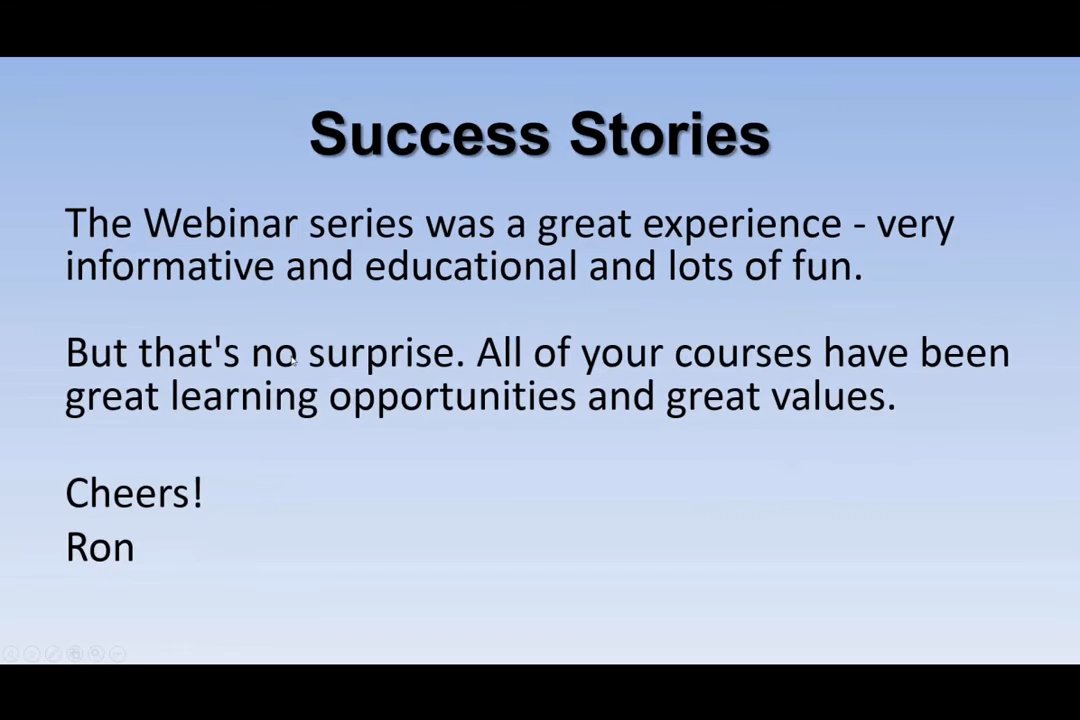 Success Stories
The Webinar series was a great experience - very
informative and educational and lots of fun.
But that's no surprise. All of your courses have been
great learning opportunities and great values.
Cheers!
Ron